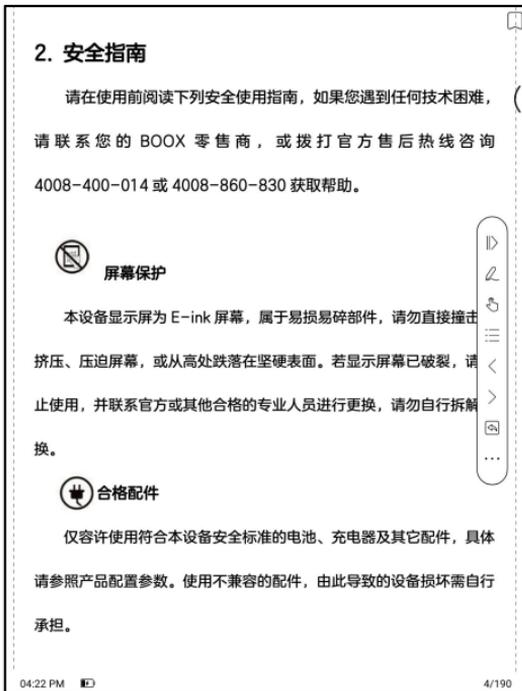 2. 安全指南
请在使用前阅读下列安全使用指南，如果您遇到任何技术困难，
请联系您的 BOOX 零售商，或拨打官方售后热线咨询
4008-400-014 或 4008-860-830 获取帮助。
屏幕保护
本设备显示屏为 E-ink 屏幕，属于易损易碎部件，请勿直接撞击
挤压、压迫屏幕，或从高处跌落在坚硬表面。若显示屏幕已破裂，请
止使用，并联系官方或其他合格的专业人员进行更换，请勿自行拆解
换。
合格配件
仅容许使用符合本设备安全标准的电池、充电器及其它配件，具体
请参照产品配置参数。使用不兼容的配件，由此导致的设备损坏需自行
承担。
04:22 PM 4/190